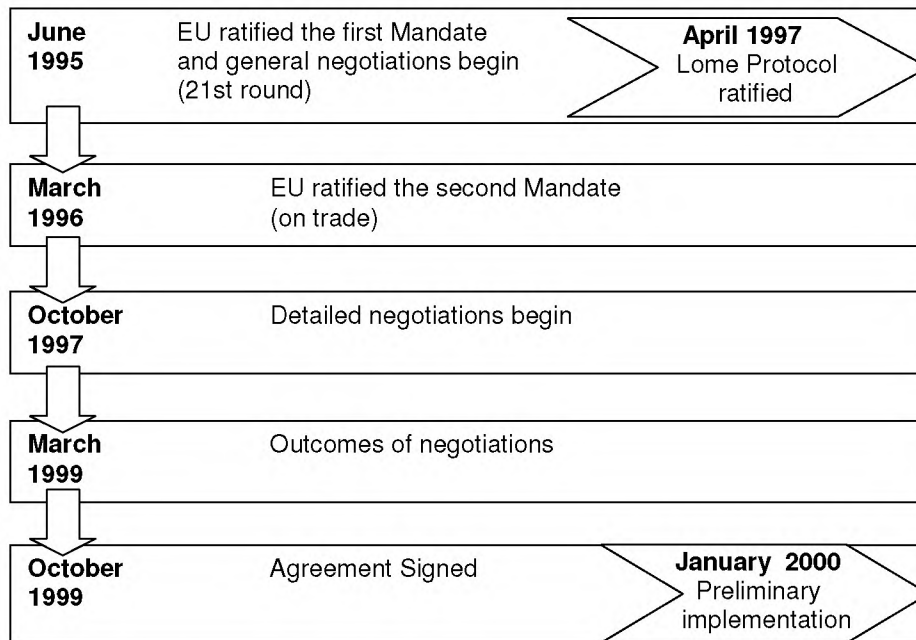 June
1995
EU ratified the first Mandate
and general negotiations begin
(21st round)
April 1997
Lome Protocol
ratified
March
1996
EU ratified the second Mandate
(on trade)
October
1997
Detailed negotiations begin
March
1999
Outcomes of negotiations
October
1999
Agreement Signed
January 2000
Preliminary
implementation